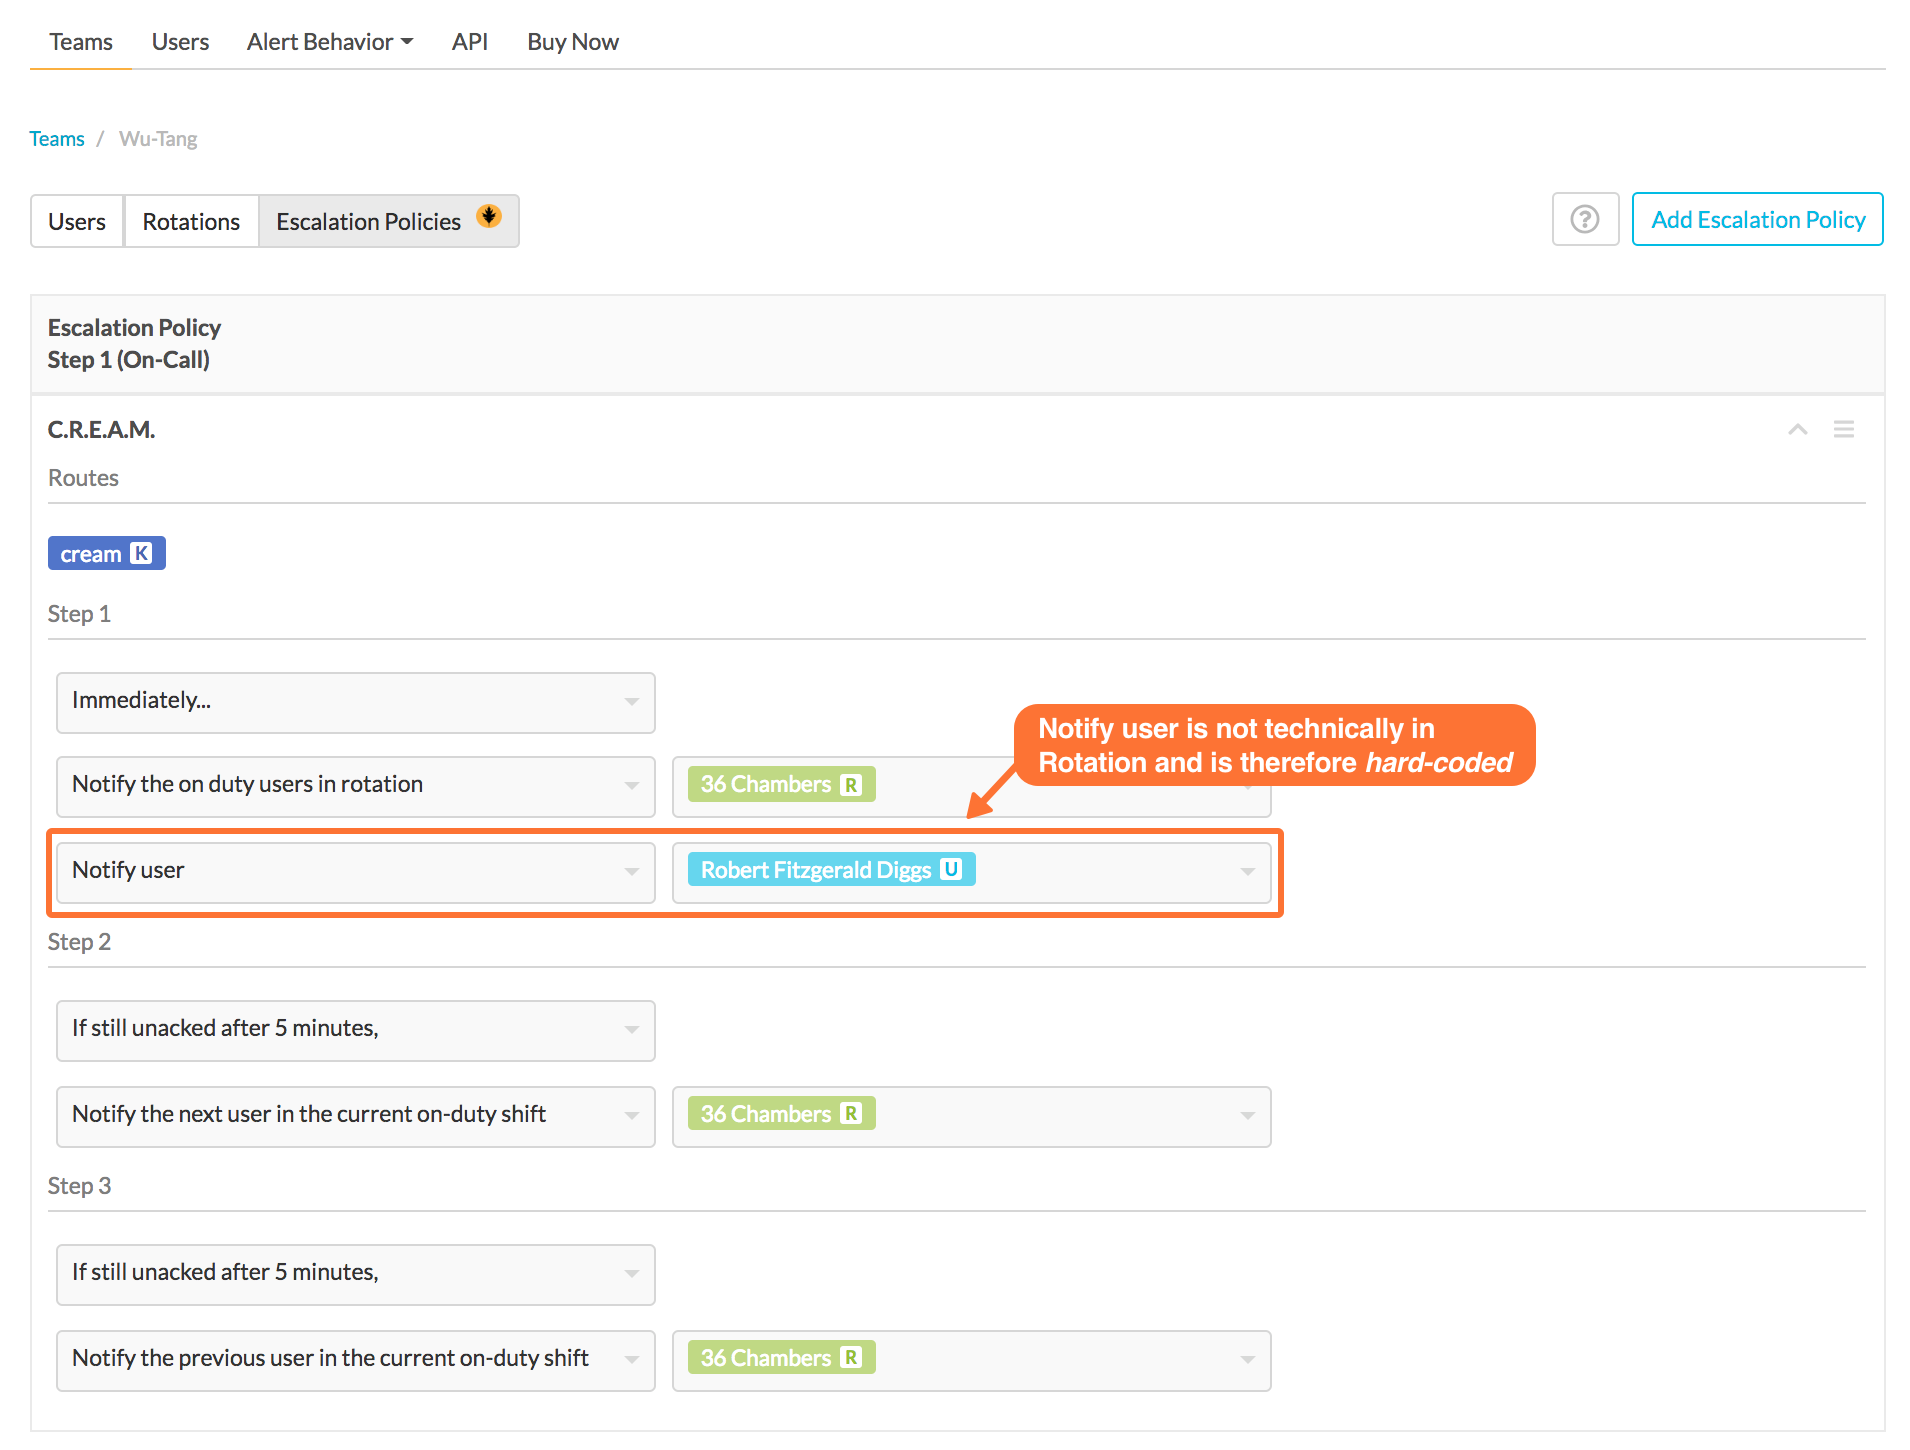 Teams Users Alert Behavior API Buy Now
Teams / Wu-Tang
Users Rotations Escalation Policies ? Add Escalation Policy
Escalation Policy
Step 1 (On-Call)
C.R.E.A.M.
Routes
cream K
Step 1
Immediately...
Notify user is not technically in
Rotation and is therefore hard-coded
Notify the on duty users in rotation 36 Chambers R
Notify user Robert Fitzgerald Diggs U
Step 2
If still unacked after 5 minutes,
Notify the next user in the current on-duty shift 36 Chambers R
Step 3
If still unacked after 5 minutes,
Notify the previous user in the current on-duty shift 36 Chambers R